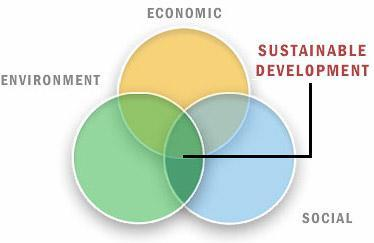 ECONOMIC
SUSTAINABLE
DEVELOPMENT
ENVIRONMENT
SOCIAL